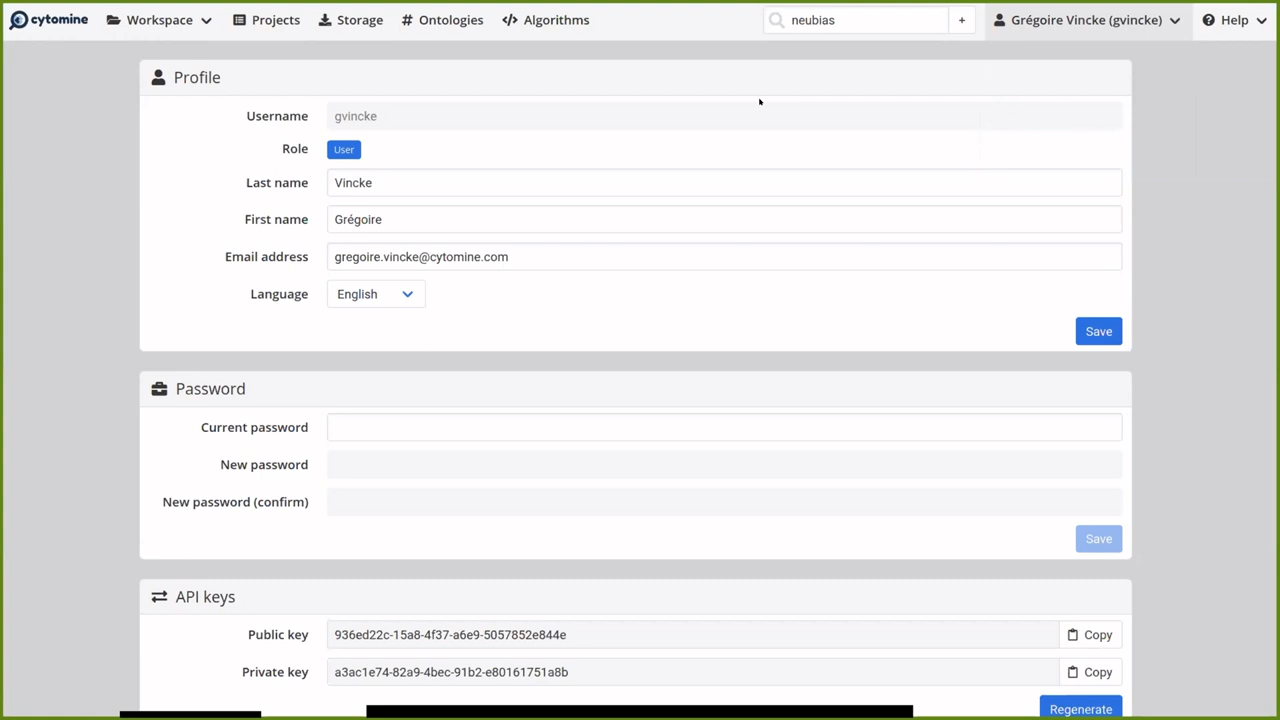 cytomine Workspace Projects Storage # Ontologies </> Algorithms neubias + Grégoire Vincke (gvincke) Help
Profile
Username gvincke
Role User
Last name Vincke
First name Grégoire
Email address gregoire.vincke@cytomine.com
Language English
Save
Password
Current password
New password
New password (confirm)
Save
API keys
Public key 936ed22c-15a8-4f37-a6e9-5057852e844e Copy
Private key a3ac1e74-82a9-4bec-91b2-e80161751a8b Copy
Regenerate